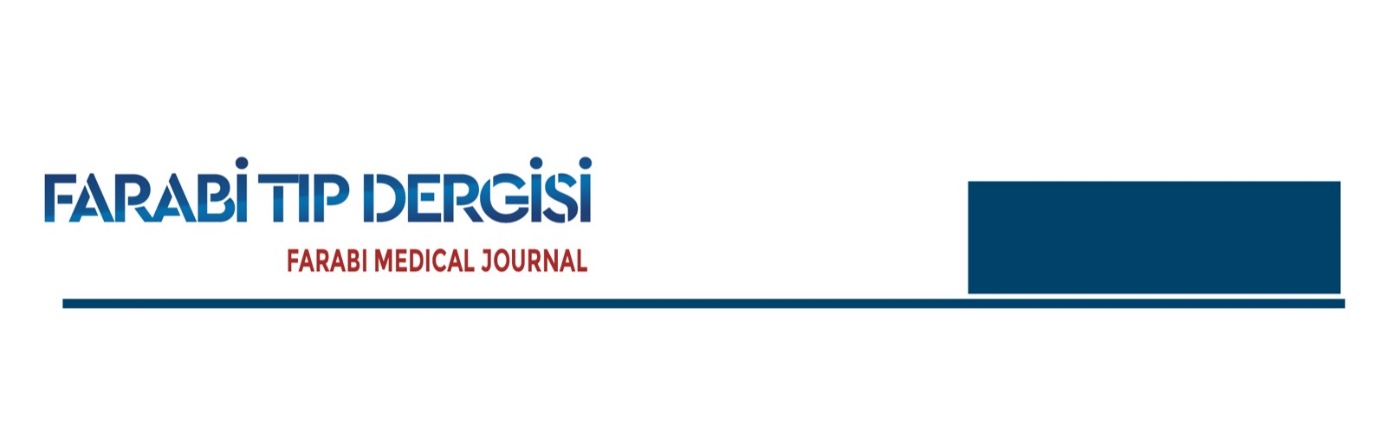 FARABİ TIP DERGİSİ
FARABI MEDICAL JOURNAL